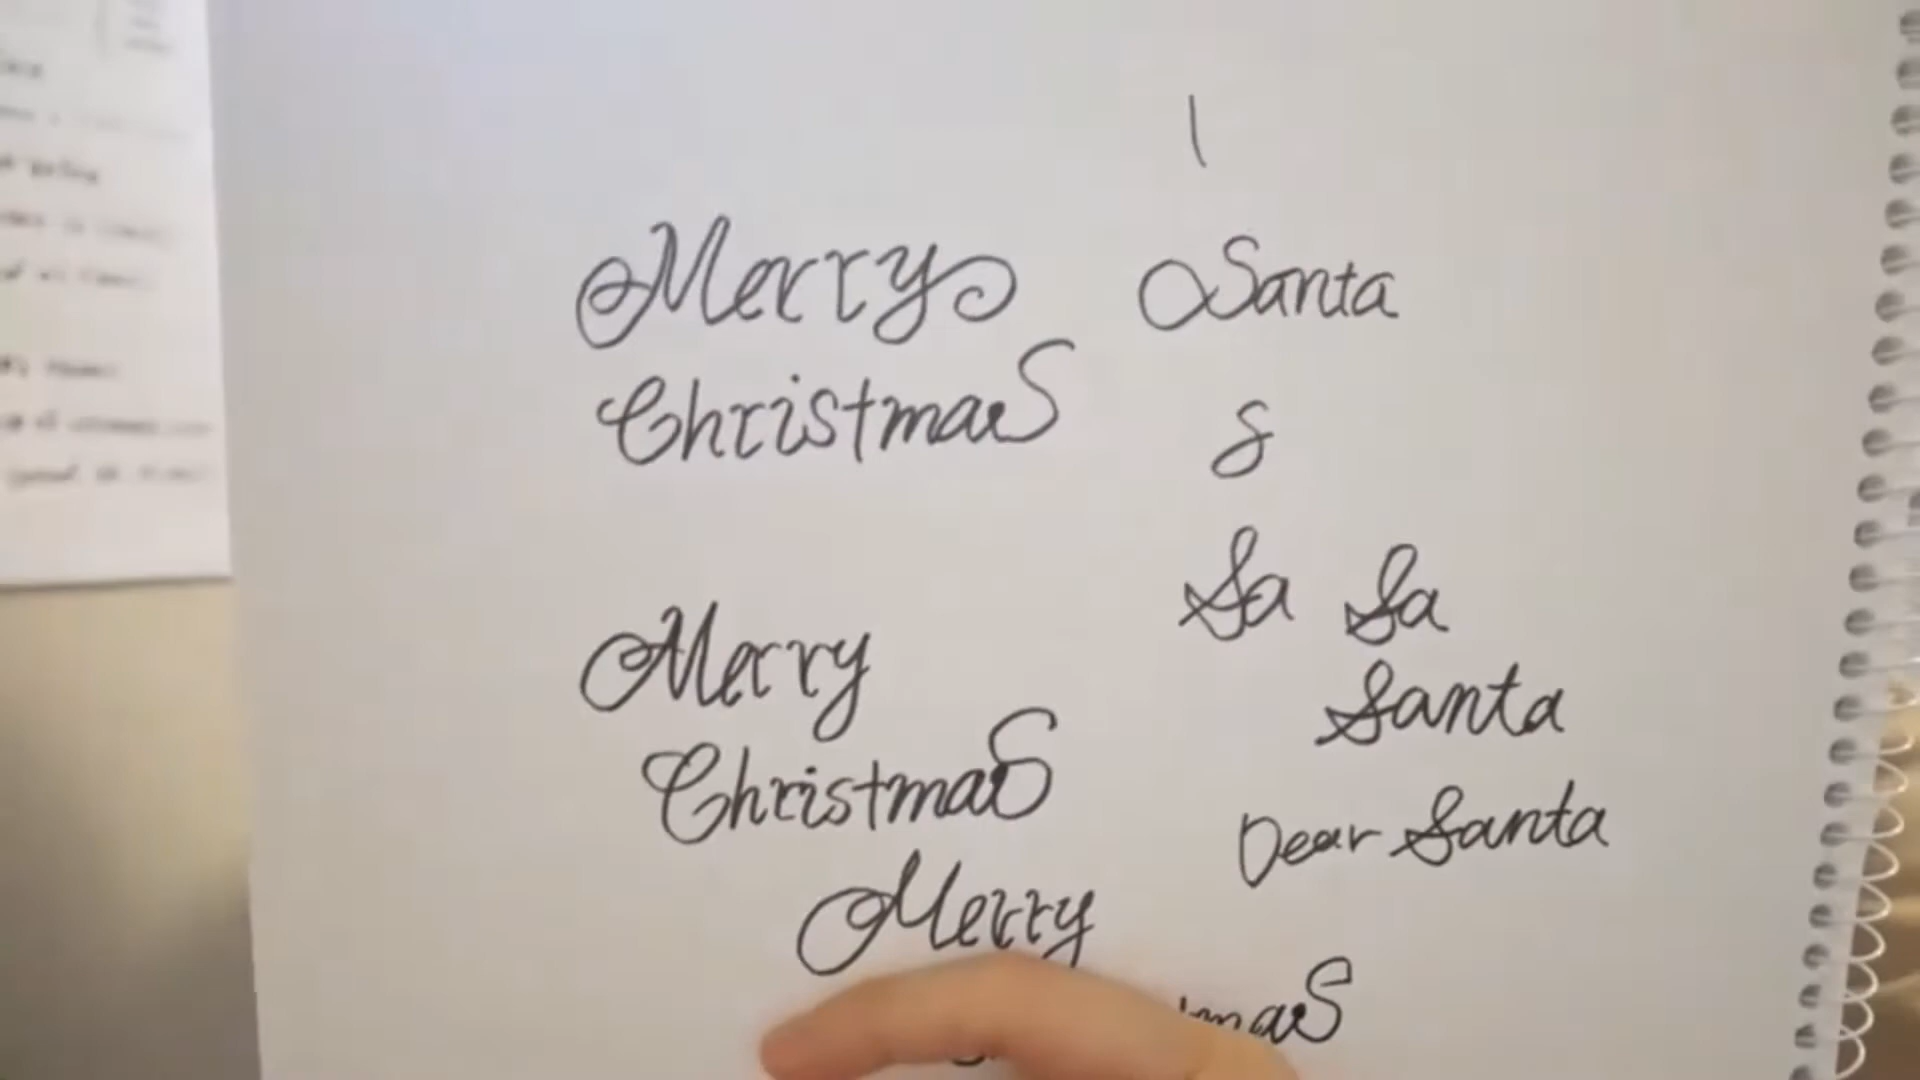 Merry
Christmas
Merry
Christmas
Merry
Santa
S
Sa Sa
Santa
Dear Santa